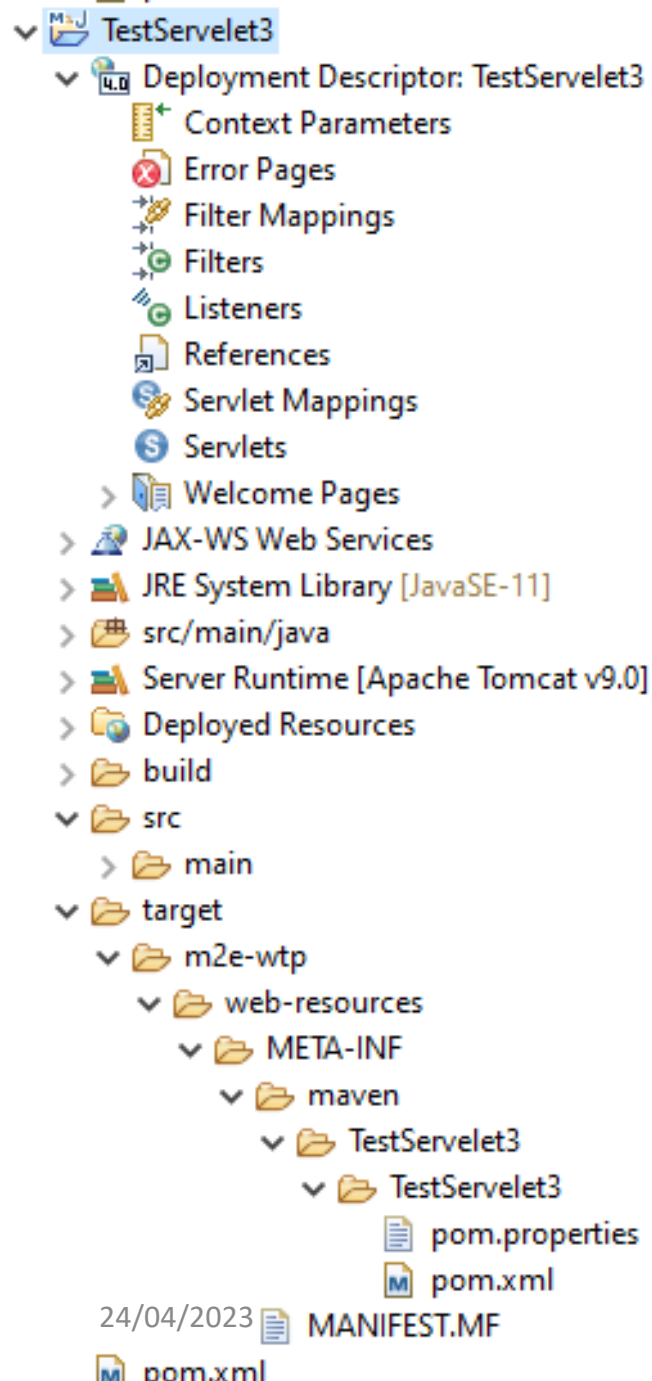 TestServelet3
Deployment Descriptor: TestServelet3
Context Parameters
Error Pages
Filter Mappings
Filters
Listeners
References
Servlet Mappings
Servlets
Welcome Pages
JAX-WS Web Services
JRE System Library [JavaSE-11]
src/main/java
Server Runtime [Apache Tomcat v9.0]
Deployed Resources
build
src
main
target
m2e-wtp
web-resources
META-INF
maven
TestServelet3
TestServelet3
pom.properties
pom.xml
24/04/2023 MANIFEST.MF
pom.xml